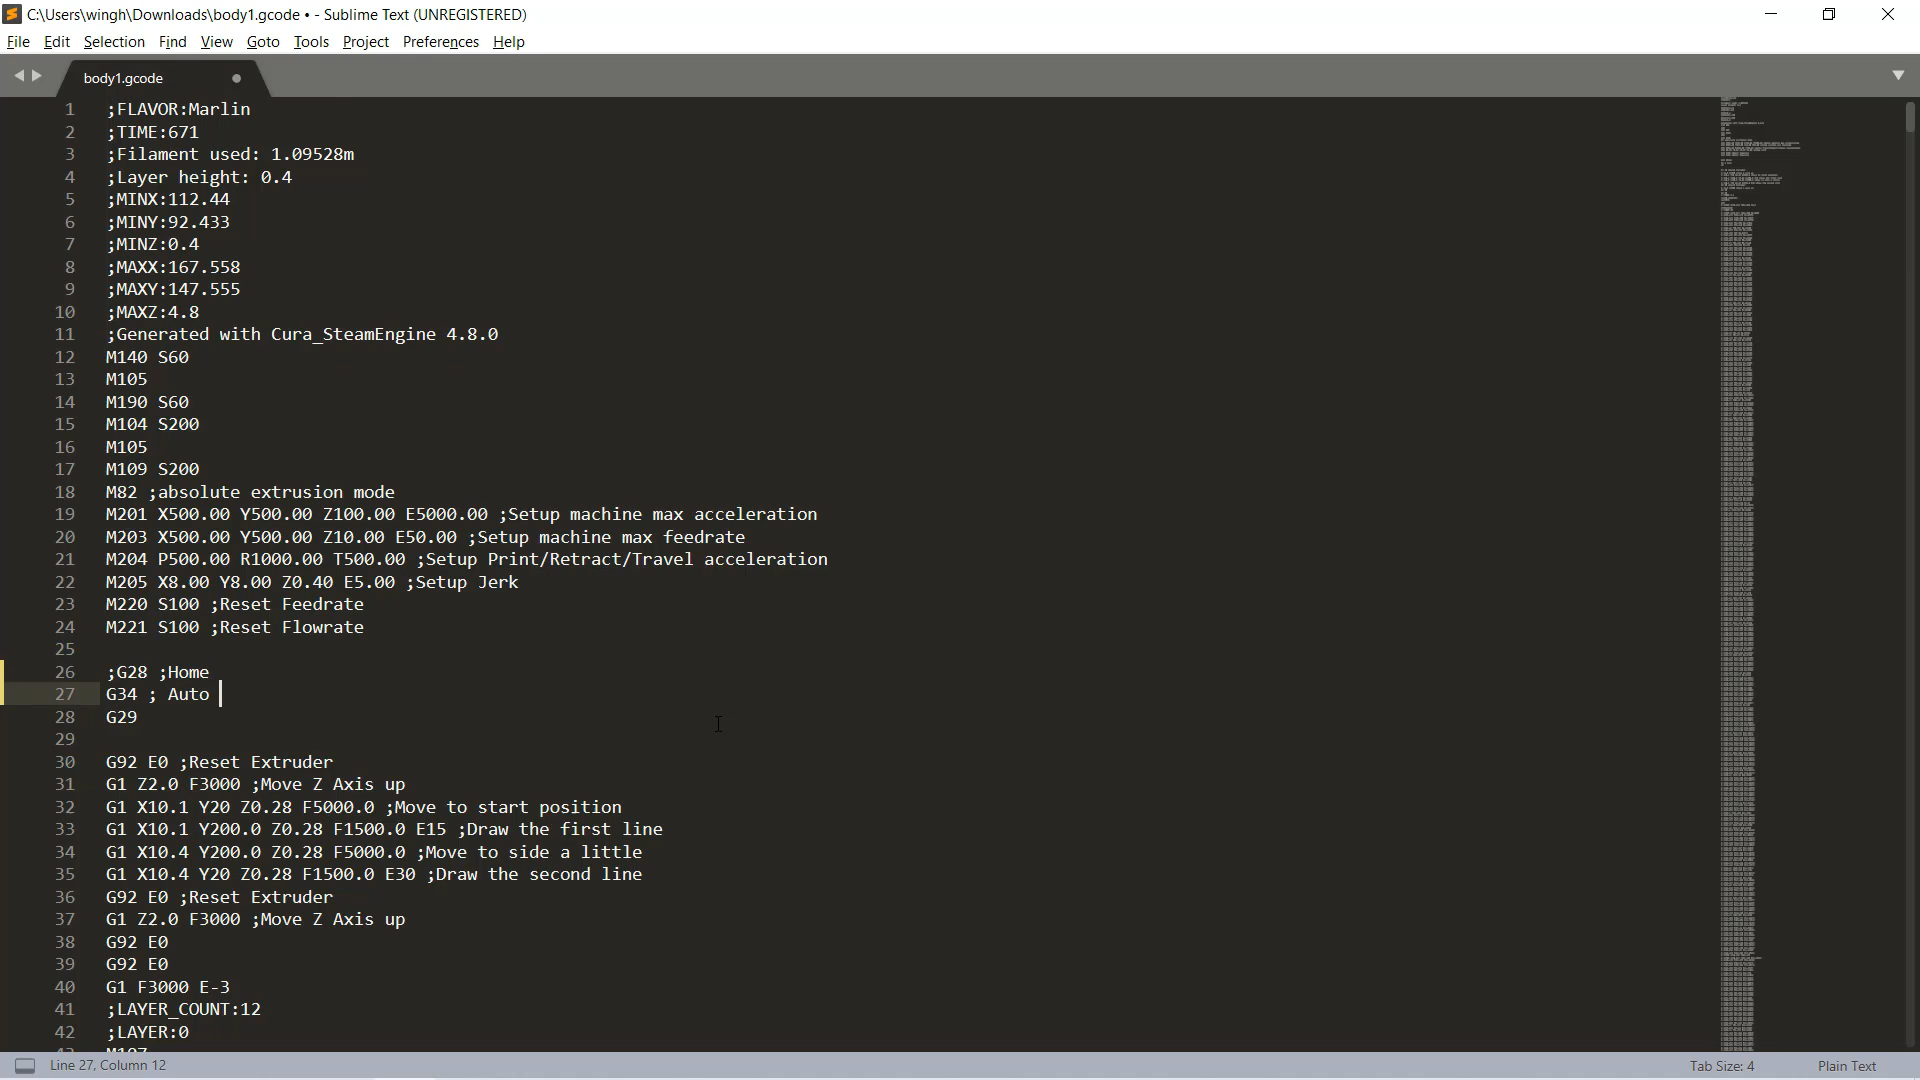 C:\Users\wingh\Downloads\body1.gcode • - Sublime Text (UNREGISTERED)
File Edit Selection Find View Goto Tools Project Preferences Help
body1.gcode
1 ;FLAVOR:Marlin
2 ;TIME:671
3 ;Filament used: 1.09528m
4 ;Layer height: 0.4
5 ;MINX:112.44
6 ;MINY:92.433
7 ;MINZ:0.4
8 ;MAXX:167.558
9 ;MAXY:147.555
10 ;MAXZ:4.8
11 ;Generated with Cura_SteamEngine 4.8.0
12 M140 S60
13 M105
14 M190 S60
15 M104 S200
16 M105
17 M109 S200
18 M82 ;absolute extrusion mode
19 M201 X500.00 Y500.00 Z100.00 E5000.00 ;Setup machine max acceleration
20 M203 X500.00 Y500.00 Z10.00 E50.00 ;Setup machine max feedrate
21 M204 P500.00 R1000.00 T500.00 ;Setup Print/Retract/Travel acceleration
22 M205 X8.00 Y8.00 Z0.40 E5.00 ;Setup Jerk
23 M220 S100 ;Reset Feedrate
24 M221 S100 ;Reset Flowrate
25
26 ;G28 ;Home
27 G34 ; Auto
28 G29
29
30 G92 E0 ;Reset Extruder
31 G1 Z2.0 F3000 ;Move Z Axis up
32 G1 X10.1 Y20 Z0.28 F5000.0 ;Move to start position
33 G1 X10.1 Y200.0 Z0.28 F1500.0 E15 ;Draw the first line
34 G1 X10.4 Y200.0 Z0.28 F5000.0 ;Move to side a little
35 G1 X10.4 Y20 Z0.28 F1500.0 E30 ;Draw the second line
36 G92 E0 ;Reset Extruder
37 G1 Z2.0 F3000 ;Move Z Axis up
38 G92 E0
39 G92 E0
40 G1 F3000 E-3
41 ;LAYER_COUNT:12
42 ;LAYER:0
Line 27, Column 12
Tab Size: 4
Plain Text